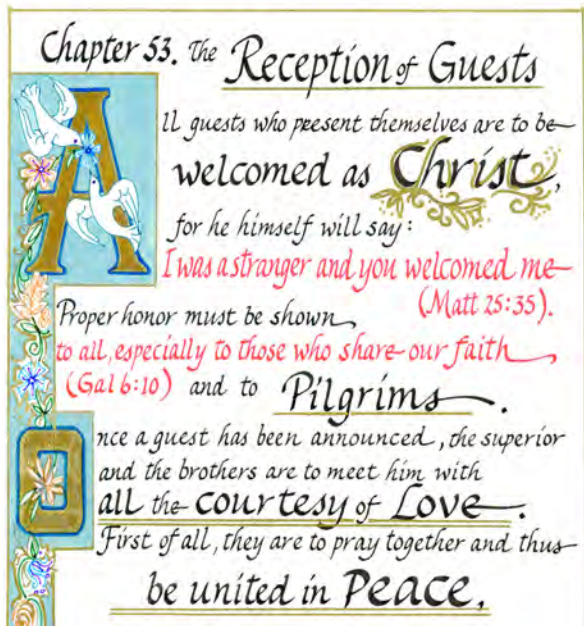 Chapter 53. The Reception of Guests
All guests who present themselves are to be
welcomed as Christ,
for he himself will say:
I was a stranger and you welcomed me
(Matt 25:35).
Proper honor must be shown
to all, especially to those who share our faith
(Gal 6:10) and to Pilgrims.
Once a guest has been announced, the superior
and the brothers are to meet him with
all the courtesy of Love.
First of all, they are to pray together and thus
be united in Peace,